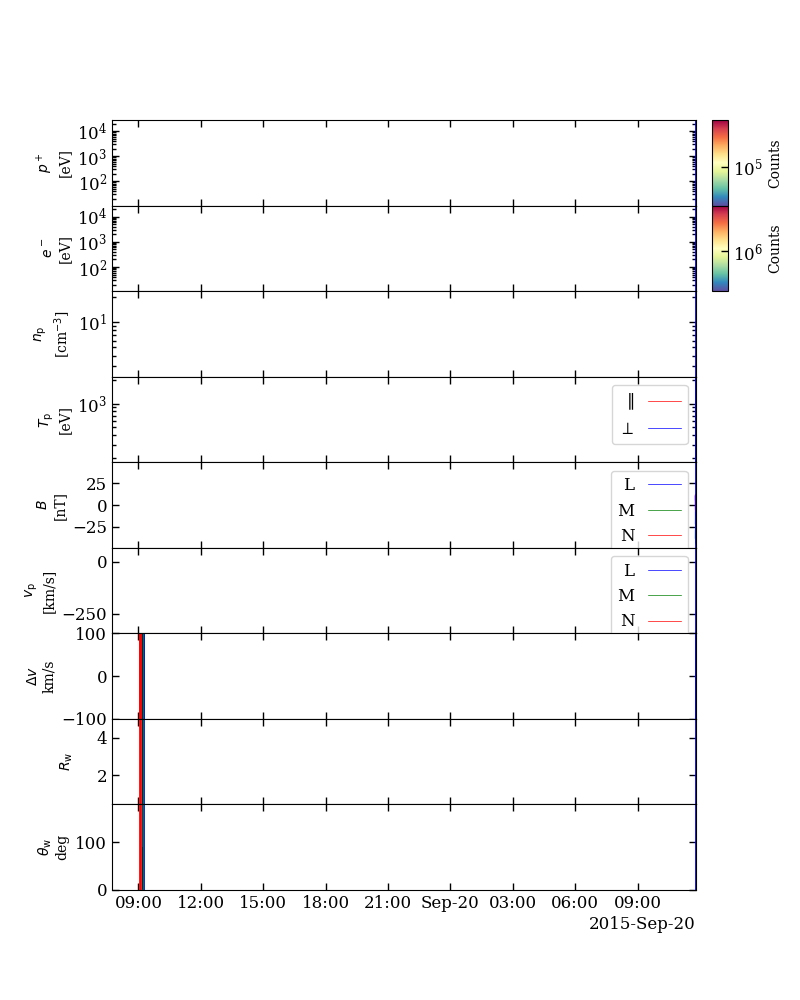 10⁴
10³
10²
p⁺
[eV]
10⁵
Counts
10⁴
10³
10²
e⁻
[eV]
10⁶
Counts
10¹
nₚ
[cm⁻³]
10³
Tₚ
[eV]
∥
⊥
25
0
−25
B
[nT]
L
M
N
0
−250
vₚ
[km/s]
L
M
N
100
0
−100
Δv
km/s
4
2
R_w
100
0
θ_w
deg
09:00 12:00 15:00 18:00 21:00 Sep-20 03:00 06:00 09:00
2015-Sep-20